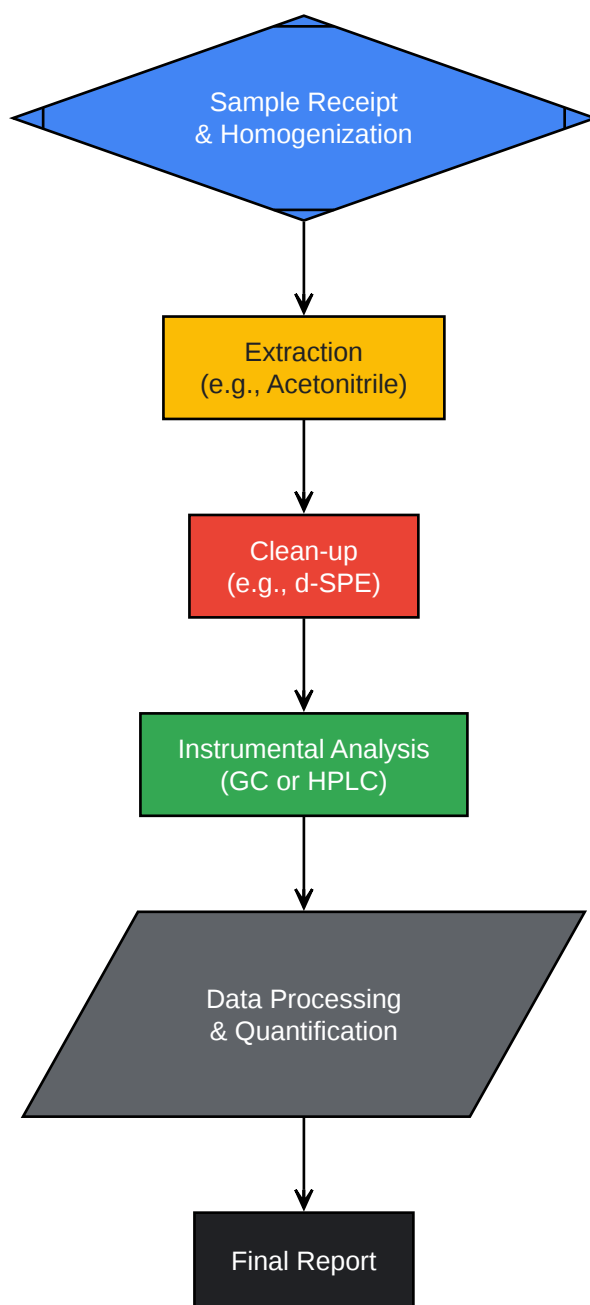 Sample Receipt
& Homogenization
Extraction
(e.g., Acetonitrile)
Clean-up
(e.g., d-SPE)
Instrumental Analysis
(GC or HPLC)
Data Processing
& Quantification
Final Report